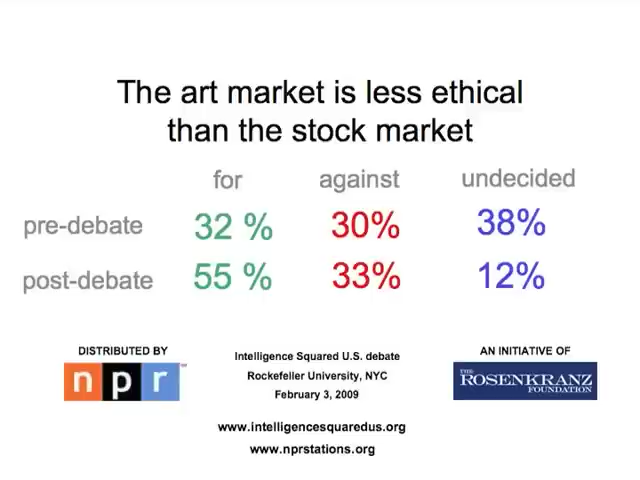 The art market is less ethical
than the stock market
for against undecided
pre-debate 32 % 30% 38%
post-debate 55 % 33% 12%
DISTRIBUTED BY
npr
Intelligence Squared U.S. debate
Rockefeller University, NYC
February 3, 2009
www.intelligencesquaredus.org
www.nprstations.org
AN INITIATIVE OF
THE ROSENKRANZ
FOUNDATION